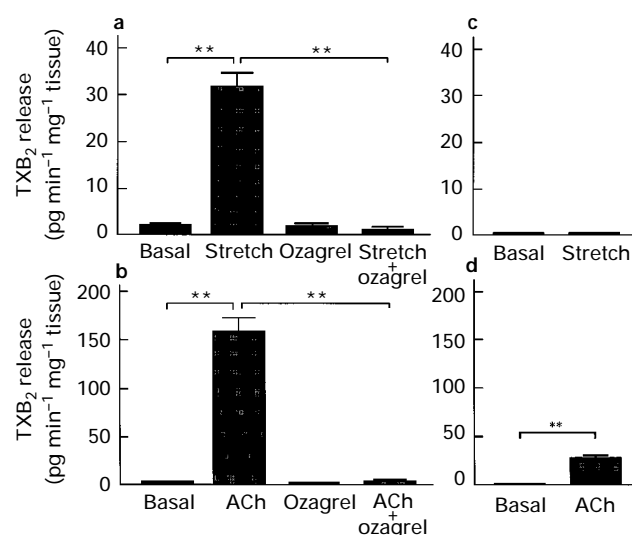 a
c
TXB₂ release
(pg min⁻¹ mg⁻¹ tissue)
40
30
20
10
0
** **
Basal Stretch Ozagrel Stretch
+
ozagrel
40
30
20
10
0
Basal Stretch
b
d
TXB₂ release
(pg min⁻¹ mg⁻¹ tissue)
200
150
100
50
0
** **
Basal ACh Ozagrel ACh
+
ozagrel
200
150
100
50
0
**
Basal ACh